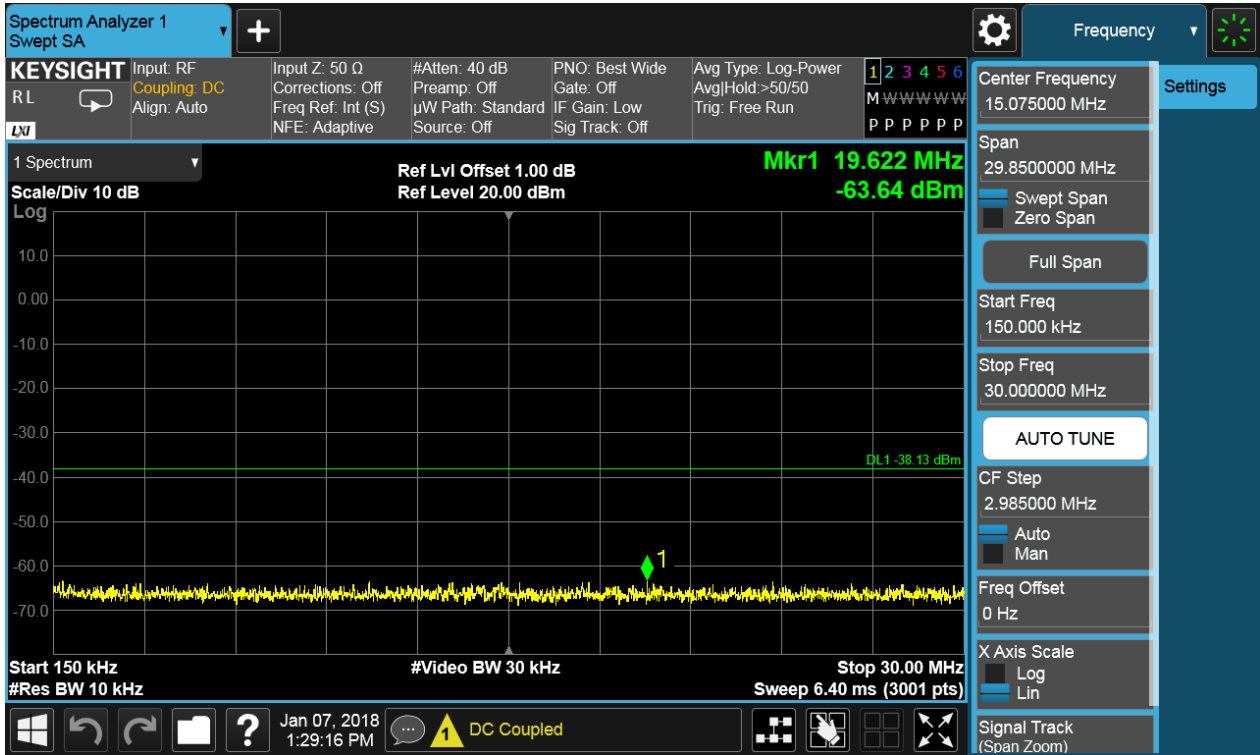 Spectrum Analyzer 1
Swept SA
Frequency
KEYSIGHT
R L
LXI
Input: RF
Coupling: DC
Align: Auto
Input Z: 50 Ω
Corrections: Off
Freq Ref: Int (S)
NFE: Adaptive
#Atten: 40 dB
Preamp: Off
µW Path: Standard
Source: Off
PNO: Best Wide
Gate: Off
IF Gain: Low
Sig Track: Off
Avg Type: Log-Power
Avg|Hold:>50/50
Trig: Free Run
1 2 3 4 5 6
M W W W W W
P P P P P P
1 Spectrum
Scale/Div 10 dB
Log
Ref Lvl Offset 1.00 dB
Ref Level 20.00 dBm
Mkr1 19.622 MHz
-63.64 dBm
10.0
0.00
-10.0
-20.0
-30.0
DL1 -38.13 dBm
-40.0
-50.0
1
-60.0
-70.0
Start 150 kHz
#Video BW 30 kHz
Stop 30.00 MHz
#Res BW 10 kHz
Sweep 6.40 ms (3001 pts)
?
Jan 07, 2018
1:29:16 PM
1
DC Coupled
Center Frequency
15.075000 MHz
Settings
Span
29.8500000 MHz
Swept Span
Zero Span
Full Span
Start Freq
150.000 kHz
Stop Freq
30.000000 MHz
AUTO TUNE
CF Step
2.985000 MHz
Auto
Man
Freq Offset
0 Hz
X Axis Scale
Log
Lin
Signal Track
(Span Zoom)